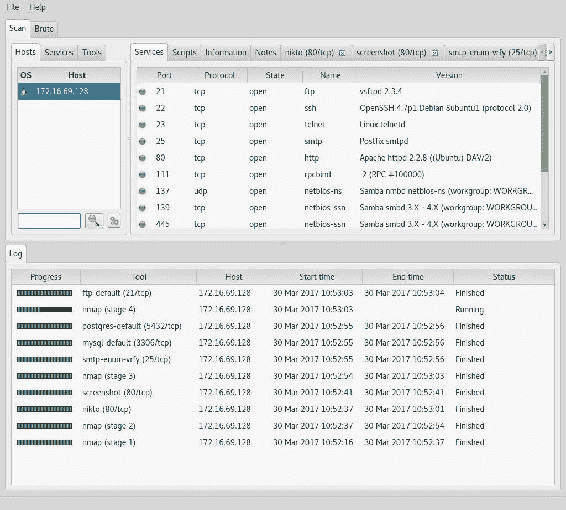 File Help
Scan Brute
Hosts Services Tools
OS Host
172.16.69.128
Services Scripts Information Notes nikto (80/tcp) screenshot (80/tcp) smtp-enum-vrfy (25/tcp)
Port Protocol State Name Version
21 tcp open ftp vsftpd 2.3.4
22 tcp open ssh OpenSSH 4.7p1 Debian 8ubuntu1 (protocol 2.0)
23 tcp open telnet Linux telnetd
25 tcp open smtp Postfix smtpd
80 tcp open http Apache httpd 2.2.8 ((Ubuntu) DAV/2)
111 tcp open rpcbind 2 (RPC #100000)
137 udp open netbios-ns Samba nmbd netbios-ns (workgroup: WORKGR...
139 tcp open netbios-ssn Samba smbd 3.X - 4.X (workgroup: WORKGRO...
445 tcp open netbios-ssn Samba smbd 3.X - 4.X (workgroup: WORKGRO...
Log
Progress Tool Host Start time End time Status
ftp-default (21/tcp) 172.16.69.128 30 Mar 2017 10:53:03 30 Mar 2017 10:53:04 Finished
nmap (stage 4) 172.16.69.128 30 Mar 2017 10:53:03 Running
postgres-default (5432/tcp) 172.16.69.128 30 Mar 2017 10:52:55 30 Mar 2017 10:52:56 Finished
mysql-default (3306/tcp) 172.16.69.128 30 Mar 2017 10:52:55 30 Mar 2017 10:52:56 Finished
smtp-enum-vrfy (25/tcp) 172.16.69.128 30 Mar 2017 10:52:55 30 Mar 2017 10:52:56 Finished
nmap (stage 3) 172.16.69.128 30 Mar 2017 10:52:54 30 Mar 2017 10:53:03 Finished
screenshot (80/tcp) 172.16.69.128 30 Mar 2017 10:52:41 30 Mar 2017 10:52:41 Finished
nikto (80/tcp) 172.16.69.128 30 Mar 2017 10:52:37 30 Mar 2017 10:53:01 Finished
nmap (stage 2) 172.16.69.128 30 Mar 2017 10:52:37 30 Mar 2017 10:52:54 Finished
nmap (stage 1) 172.16.69.128 30 Mar 2017 10:52:16 30 Mar 2017 10:52:37 Finished